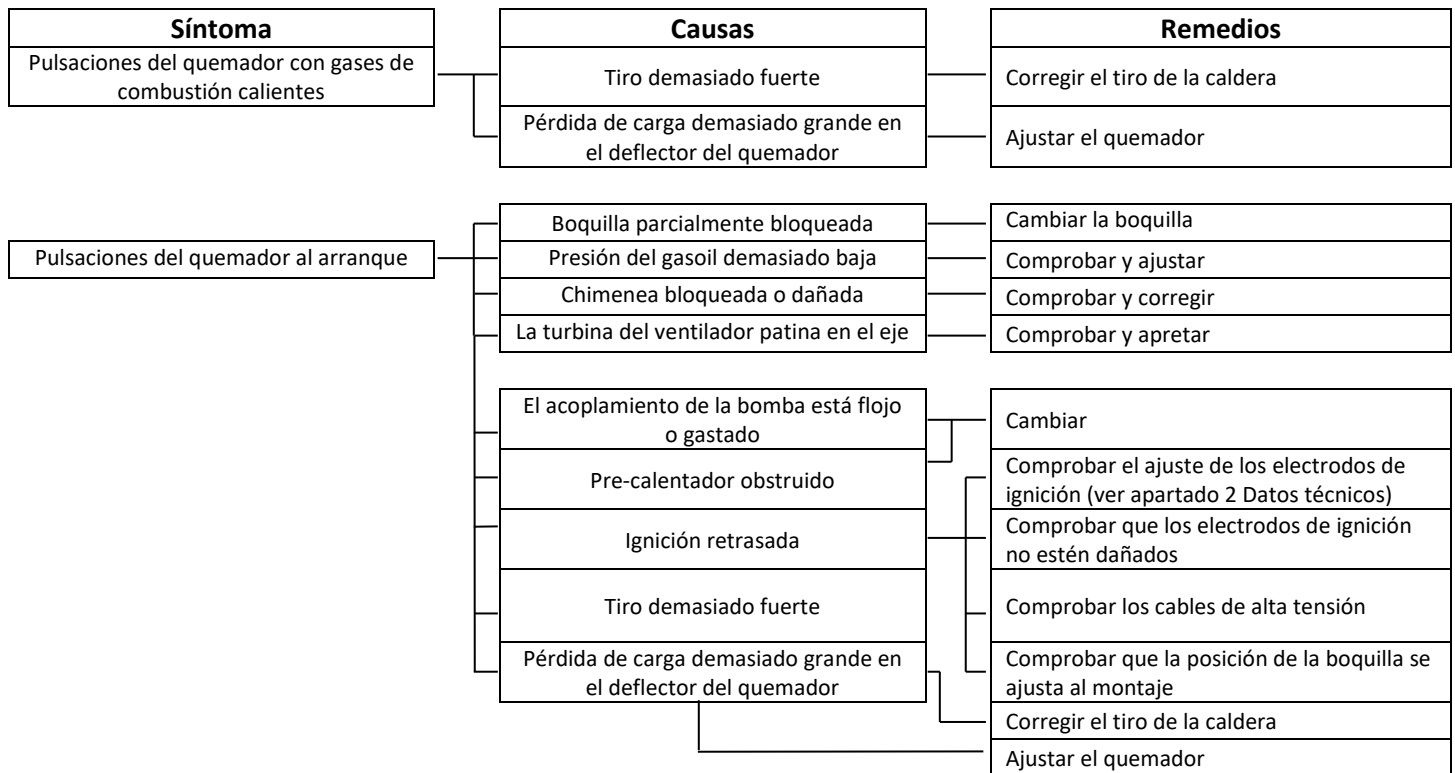 Síntoma
Causas
Remedios
Pulsaciones del quemador con gases de
combustión calientes
Tiro demasiado fuerte
Corregir el tiro de la caldera
Pérdida de carga demasiado grande en
el deflector del quemador
Ajustar el quemador
Pulsaciones del quemador al arranque
Boquilla parcialmente bloqueada
Cambiar la boquilla
Presión del gasoil demasiado baja
Comprobar y ajustar
Chimenea bloqueada o dañada
Comprobar y corregir
La turbina del ventilador patina en el eje
Comprobar y apretar
El acoplamiento de la bomba está flojo
o gastado
Cambiar
Pre-calentador obstruido
Comprobar el ajuste de los electrodos de
ignición (ver apartado 2 Datos técnicos)
Ignición retrasada
Comprobar que los electrodos de ignición
no estén dañados
Tiro demasiado fuerte
Comprobar los cables de alta tensión
Pérdida de carga demasiado grande en
el deflector del quemador
Comprobar que la posición de la boquilla se
ajusta al montaje
Corregir el tiro de la caldera
Ajustar el quemador